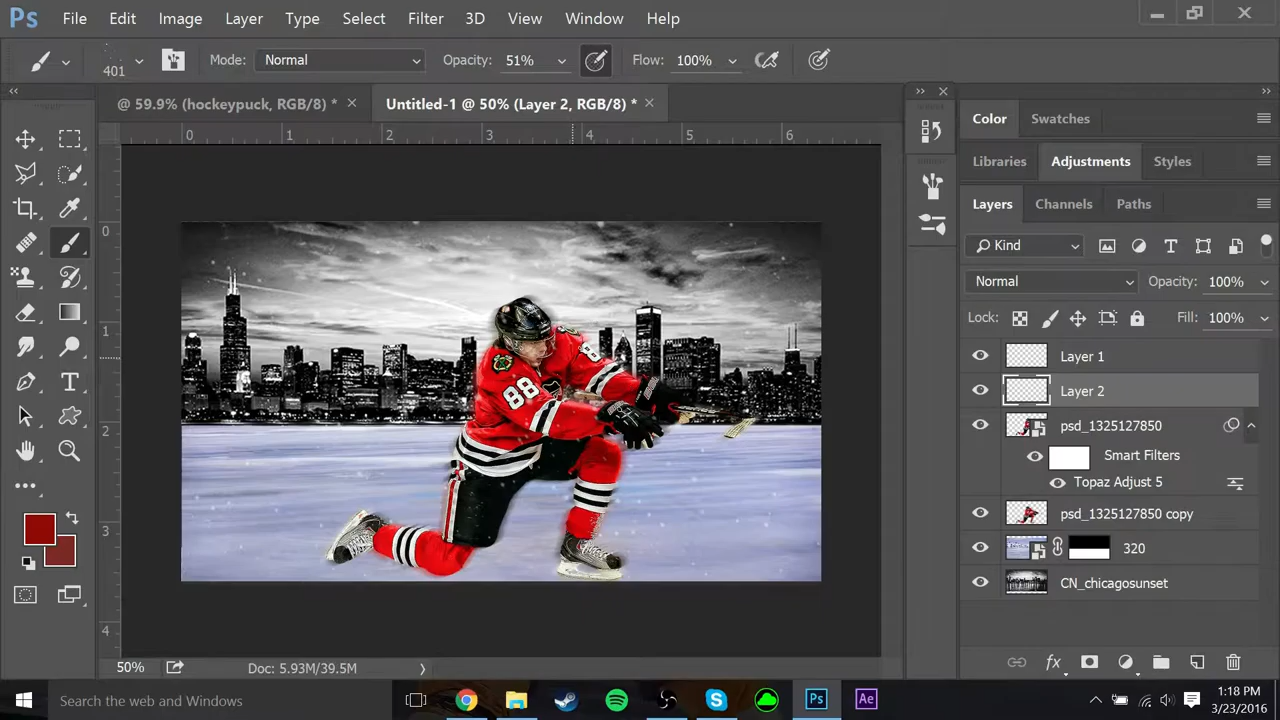 Ps File Edit Image Layer Type Select Filter 3D View Window Help
401 Mode: Normal Opacity: 51% Flow: 100%
@ 59.9% (hockeypuck, RGB/8) * Untitled-1 @ 50% (Layer 2, RGB/8) *
0 1 2 3 4 5 6
0
1
2
3
4
88
50% Doc: 5.93M/39.5M
Color Swatches
Libraries Adjustments Styles
Layers Channels Paths
Kind
Normal Opacity: 100%
Lock: Fill: 100%
Layer 1
Layer 2
psd_1325127850
Smart Filters
Topaz Adjust 5
psd_1325127850 copy
320
CN_chicagosunset
fx
Search the web and Windows
Ps
Ae
1:18 PM
3/23/2016